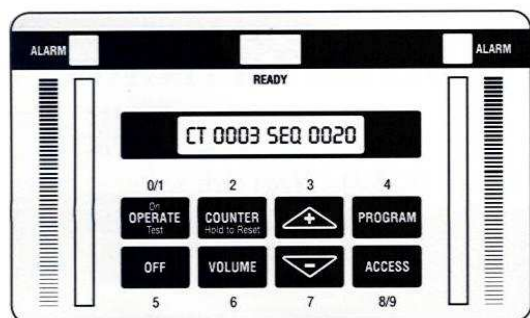 ALARM ALARM
READY
CT 0003 SEQ 0020
0/1 2 3 4
On
OPERATE COUNTER + PROGRAM
Test Hold to Reset
OFF VOLUME - ACCESS
5 6 7 8/9